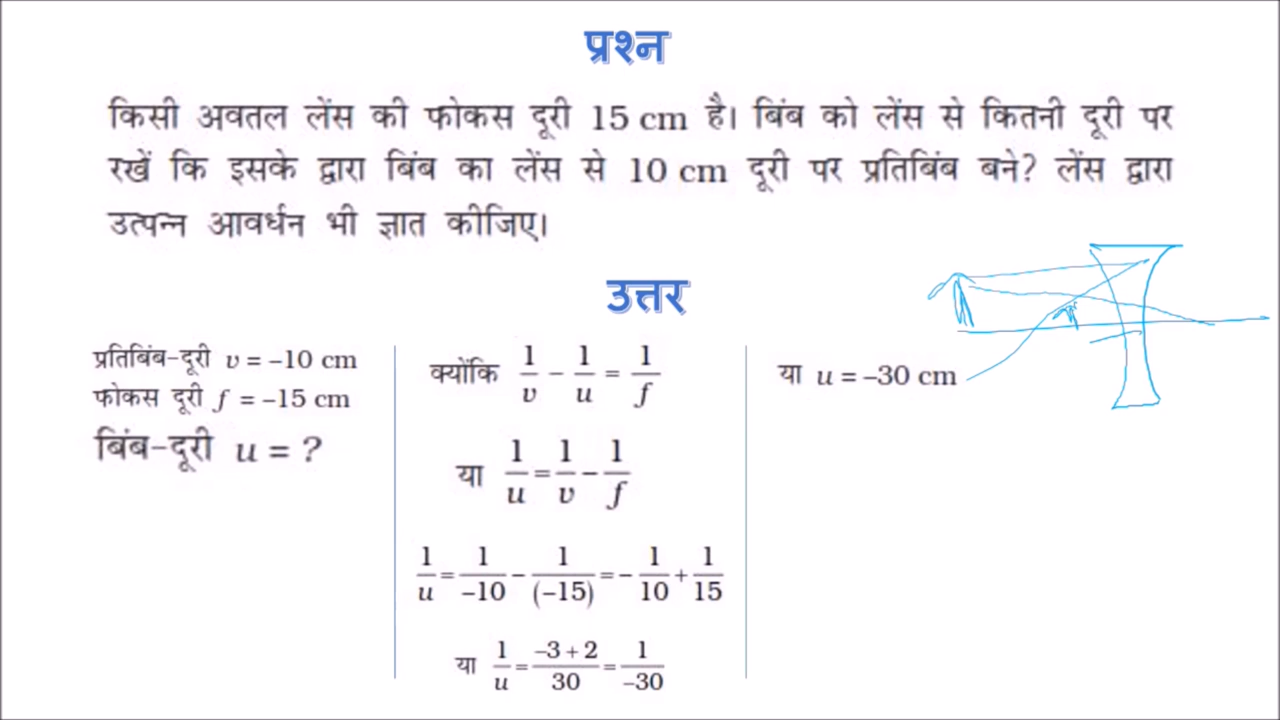 प्रश्न
किसी अवतल लेंस की फोकस दूरी 15 cm है। बिंब को लेंस से कितनी दूरी पर
रखें कि इसके द्वारा बिंब का लेंस से 10 cm दूरी पर प्रतिबिंब बने? लेंस द्वारा
उत्पन्न आवर्धन भी ज्ञात कीजिए।
उत्तर
प्रतिबिंब-दूरी v = –10 cm
फोकस दूरी f = –15 cm
बिंब-दूरी u = ?
क्योंकि 1/v − 1/u = 1/f
या 1/u = 1/v − 1/f
1/u = 1/–10 − 1/(–15) = − 1/10 + 1/15
या 1/u = –3 + 2/30 = 1/–30
या u = –30 cm